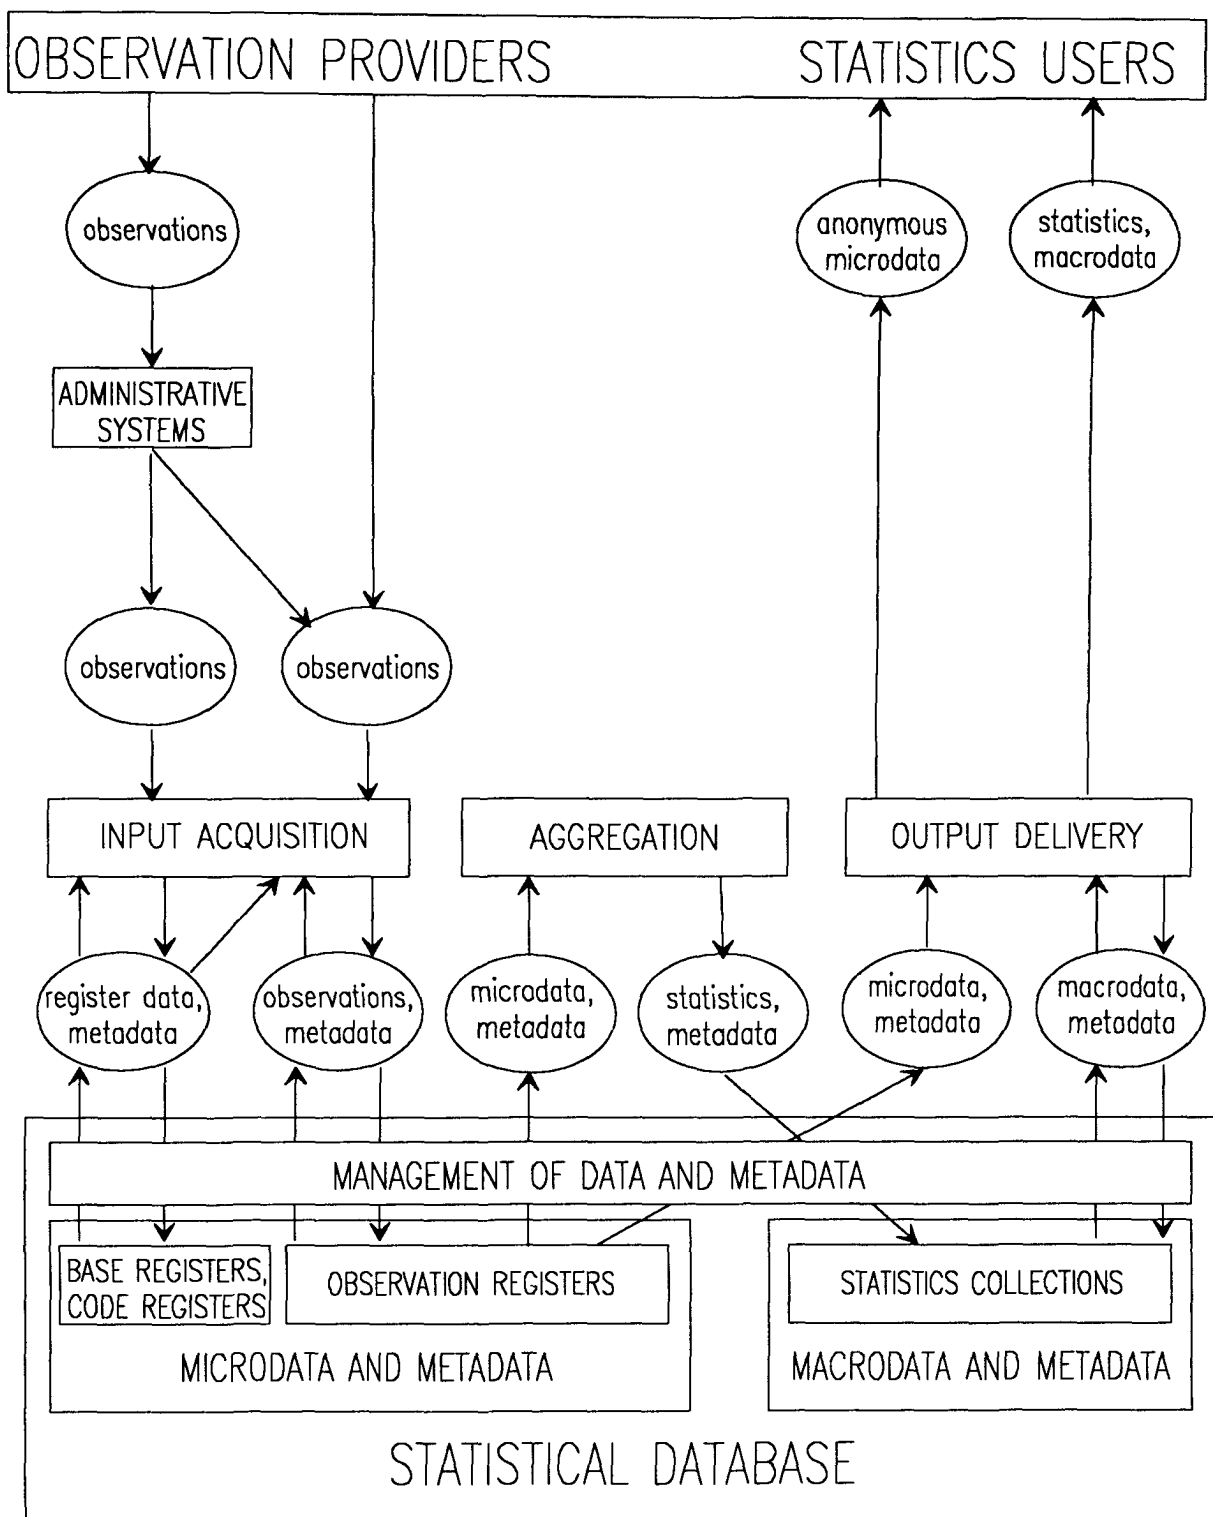 OBSERVATION PROVIDERS
STATISTICS USERS
observations
anonymous
microdata
statistics,
macrodata
ADMINISTRATIVE
SYSTEMS
observations
observations
INPUT ACQUISITION
AGGREGATION
OUTPUT DELIVERY
register data,
metadata
observations,
metadata
microdata,
metadata
statistics,
metadata
microdata,
metadata
macrodata,
metadata
MANAGEMENT OF DATA AND METADATA
BASE REGISTERS,
CODE REGISTERS
OBSERVATION REGISTERS
STATISTICS COLLECTIONS
MICRODATA AND METADATA
MACRODATA AND METADATA
STATISTICAL DATABASE